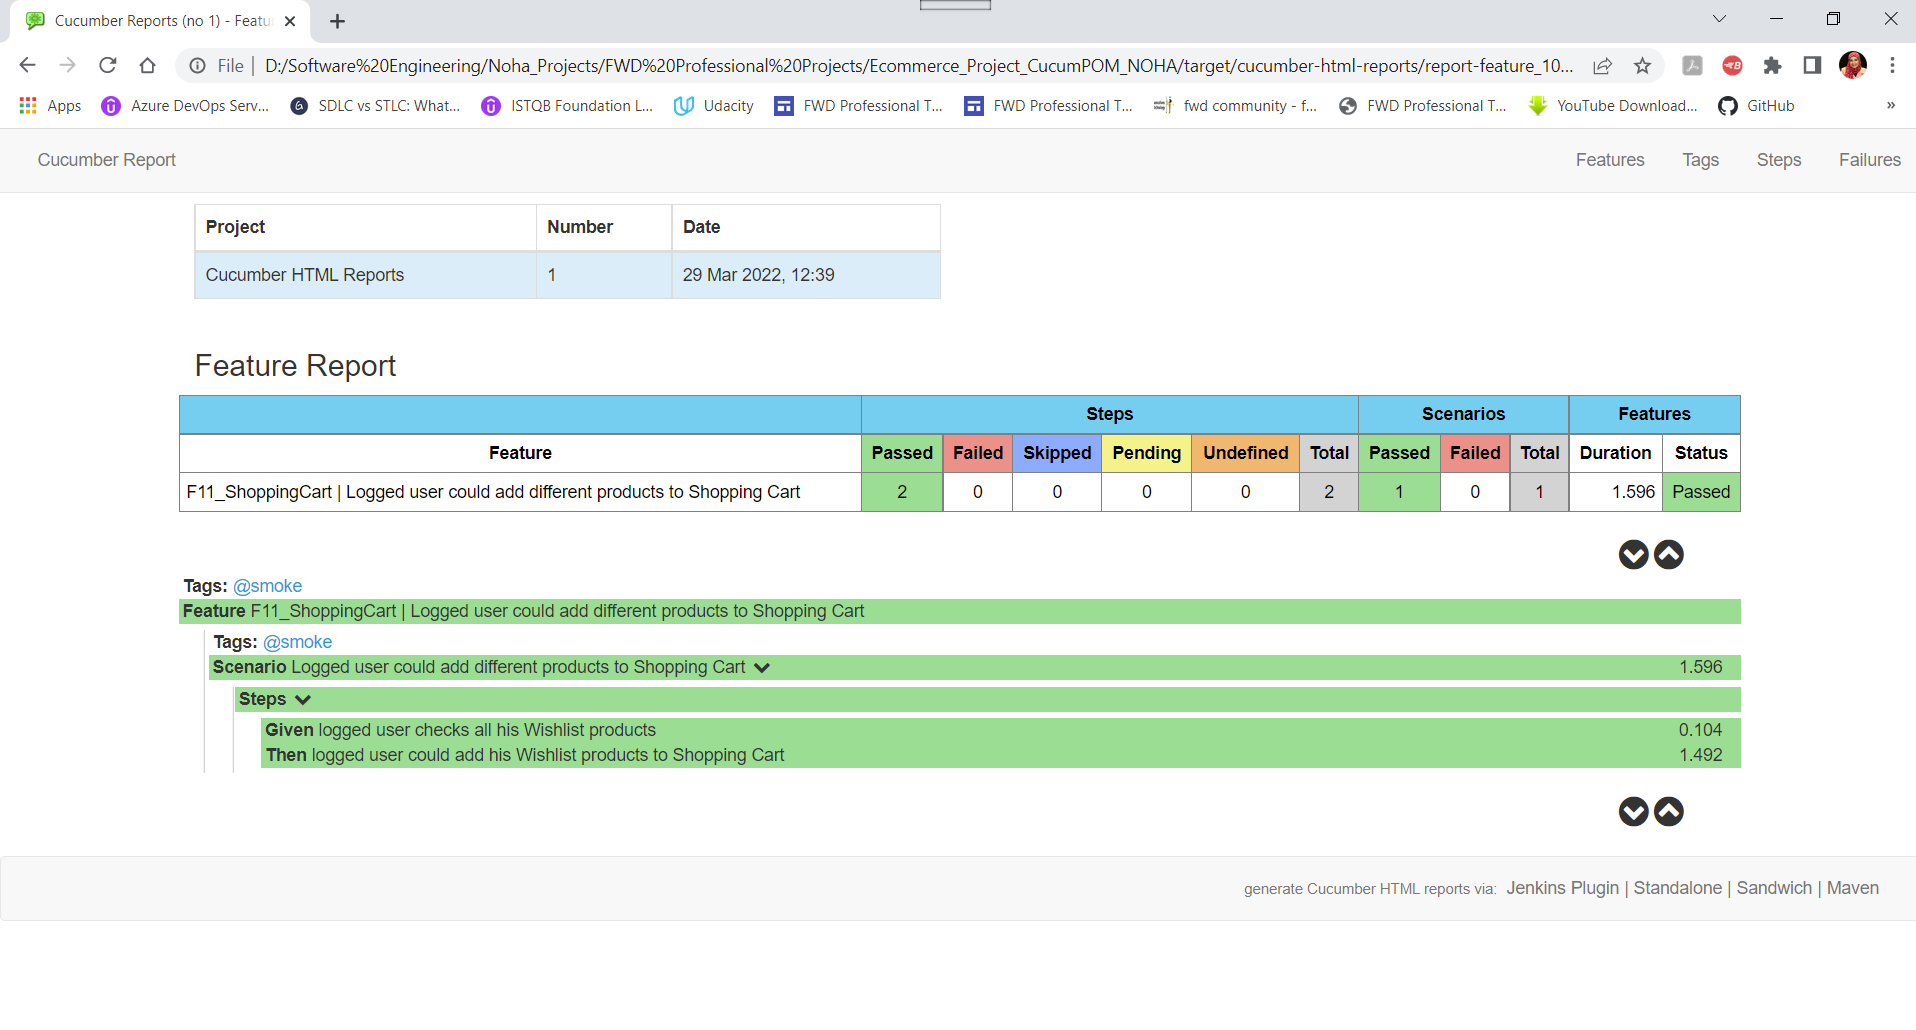 Cucumber Reports (no 1) - Featu
File | D:/Software%20Engineering/Noha_Projects/FWD%20Professional%20Projects/Ecommerce_Project_CucumPOM_NOHA/target/cucumber-html-reports/report-feature_10...
Apps Azure DevOps Serv... SDLC vs STLC: What... ISTQB Foundation L... Udacity FWD Professional T... FWD Professional T... fwd community - f... FWD Professional T... YouTube Download... GitHub »
Cucumber Report Features Tags Steps Failures
Project Number Date
Cucumber HTML Reports 1 29 Mar 2022, 12:39
Feature Report
Steps Scenarios Features
Feature Passed Failed Skipped Pending Undefined Total Passed Failed Total Duration Status
F11_ShoppingCart | Logged user could add different products to Shopping Cart 2 0 0 0 0 2 1 0 1 1.596 Passed
Tags: @smoke
Feature F11_ShoppingCart | Logged user could add different products to Shopping Cart
Tags: @smoke
Scenario Logged user could add different products to Shopping Cart 1.596
Steps
Given logged user checks all his Wishlist products 0.104
Then logged user could add his Wishlist products to Shopping Cart 1.492
generate Cucumber HTML reports via: Jenkins Plugin | Standalone | Sandwich | Maven